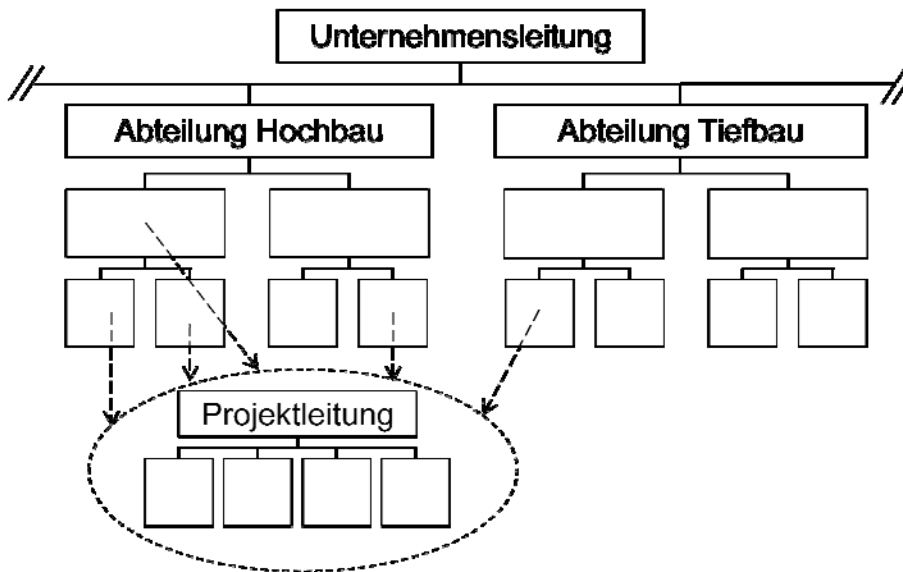 Unternehmensleitung
Abteilung Hochbau
Abteilung Tiefbau
Projektleitung